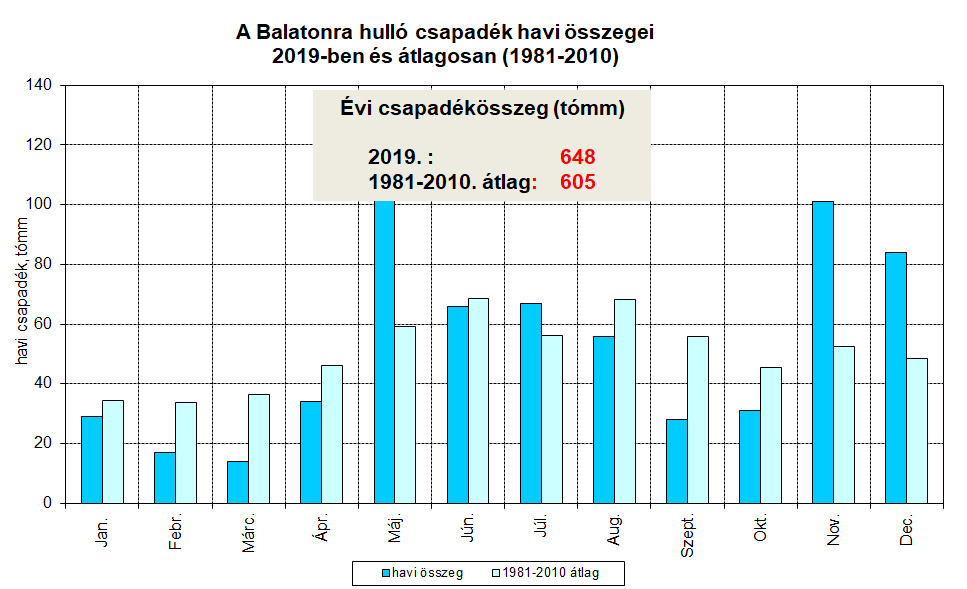 A Balatonra hulló csapadék havi összegei
2019-ben és átlagosan (1981-2010)
Évi csapadékösszeg (tómm)
2019. : 648
1981-2010. átlag: 605
havi csapadék, tómm
140
120
100
80
60
40
20
0
Jan.
Febr.
Márc.
Ápr.
Máj.
Jún.
Júl.
Aug.
Szept.
Okt.
Nov.
Dec.
havi összeg
1981-2010 átlag